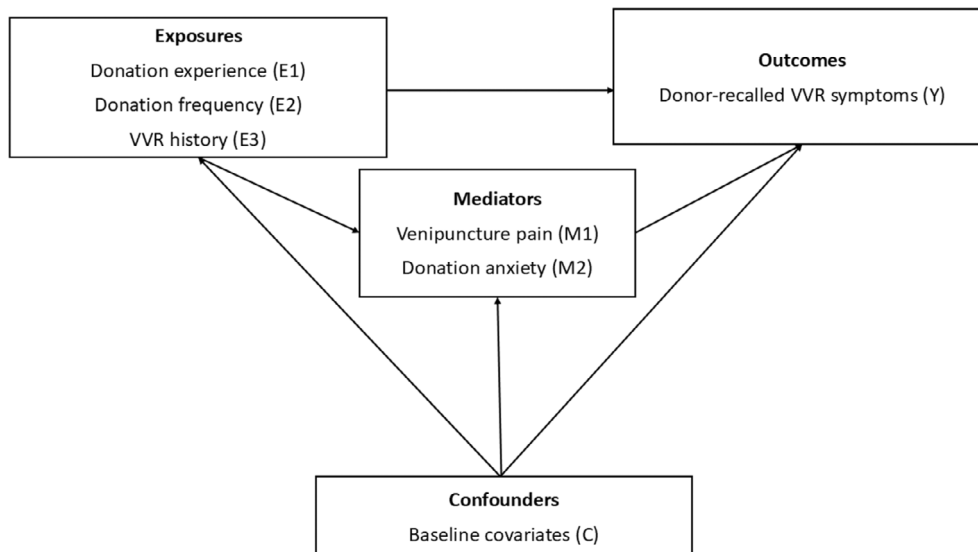 Exposures
Donation experience (E1)
Donation frequency (E2)
VVR history (E3)
Outcomes
Donor-recalled VVR symptoms (Y)
Mediators
Venipuncture pain (M1)
Donation anxiety (M2)
Confounders
Baseline covariates (C)